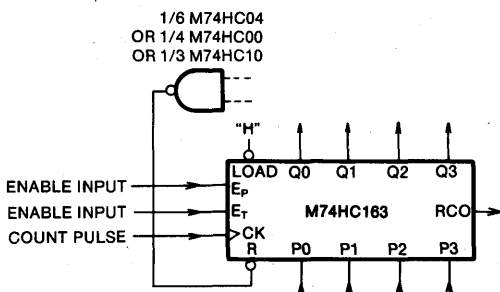 1/6 M74HC04
OR 1/4 M74HC00
OR 1/3 M74HC10
"H"
LOAD Q0 Q1 Q2 Q3
ENABLE INPUT EP
ENABLE INPUT ET M74HC163 RCO
COUNT PULSE CK
R P0 P1 P2 P3